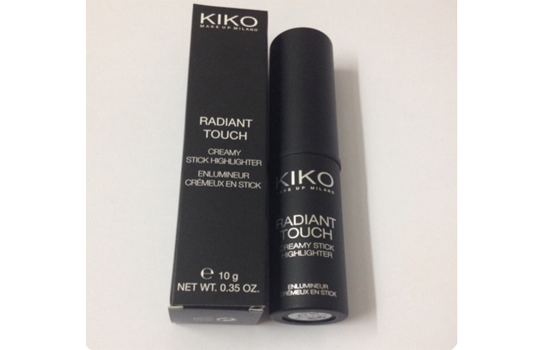 KIKO
MAKE UP MILANO
RADIANT
TOUCH
CREAMY
STICK HIGHLIGHTER
ENLUMINEUR
CRÉMEUX EN STICK
℮ 10 g
NET WT. 0.35 OZ.
KIKO
MAKE UP MILANO
RADIANT
TOUCH
CREAMY STICK
HIGHLIGHTER
ENLUMINEUR
CRÉMEUX EN STICK